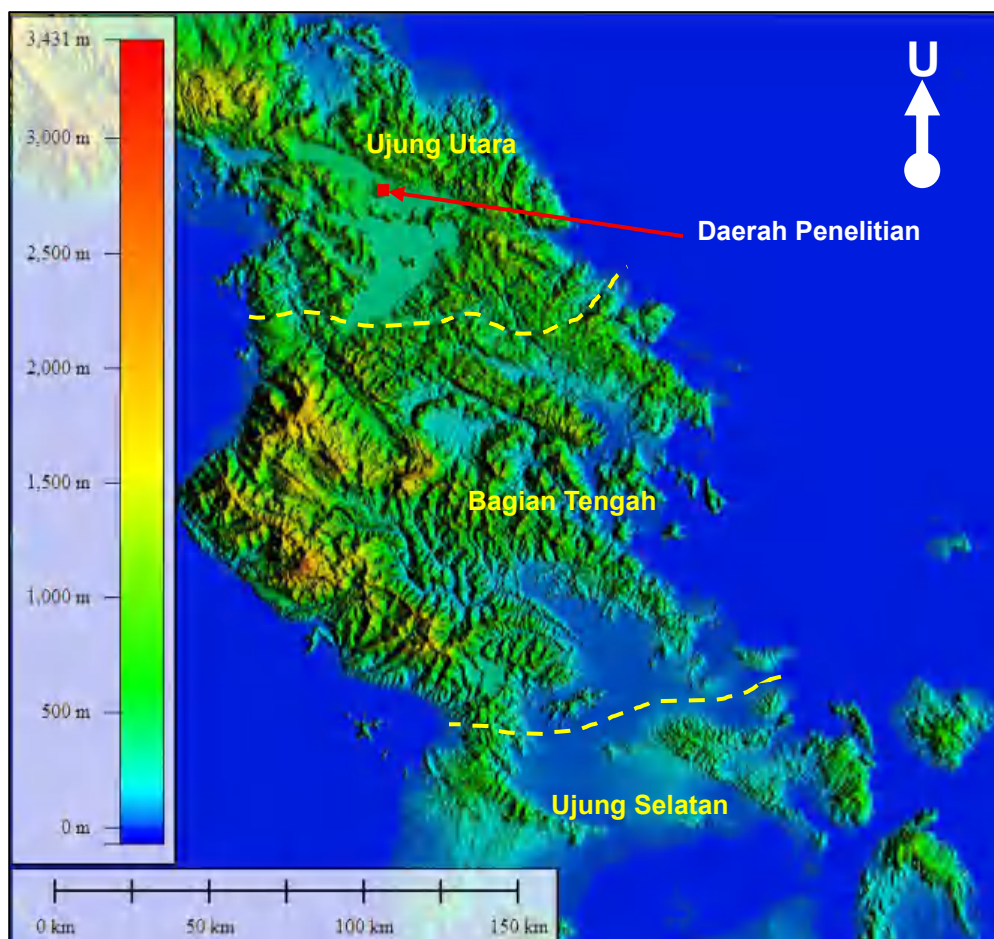 3,431 m
3,000 m
2,500 m
2,000 m
1,500 m
1,000 m
500 m
0 m
U
Ujung Utara
Daerah Penelitian
Bagian Tengah
Ujung Selatan
0 km 50 km 100 km 150 km